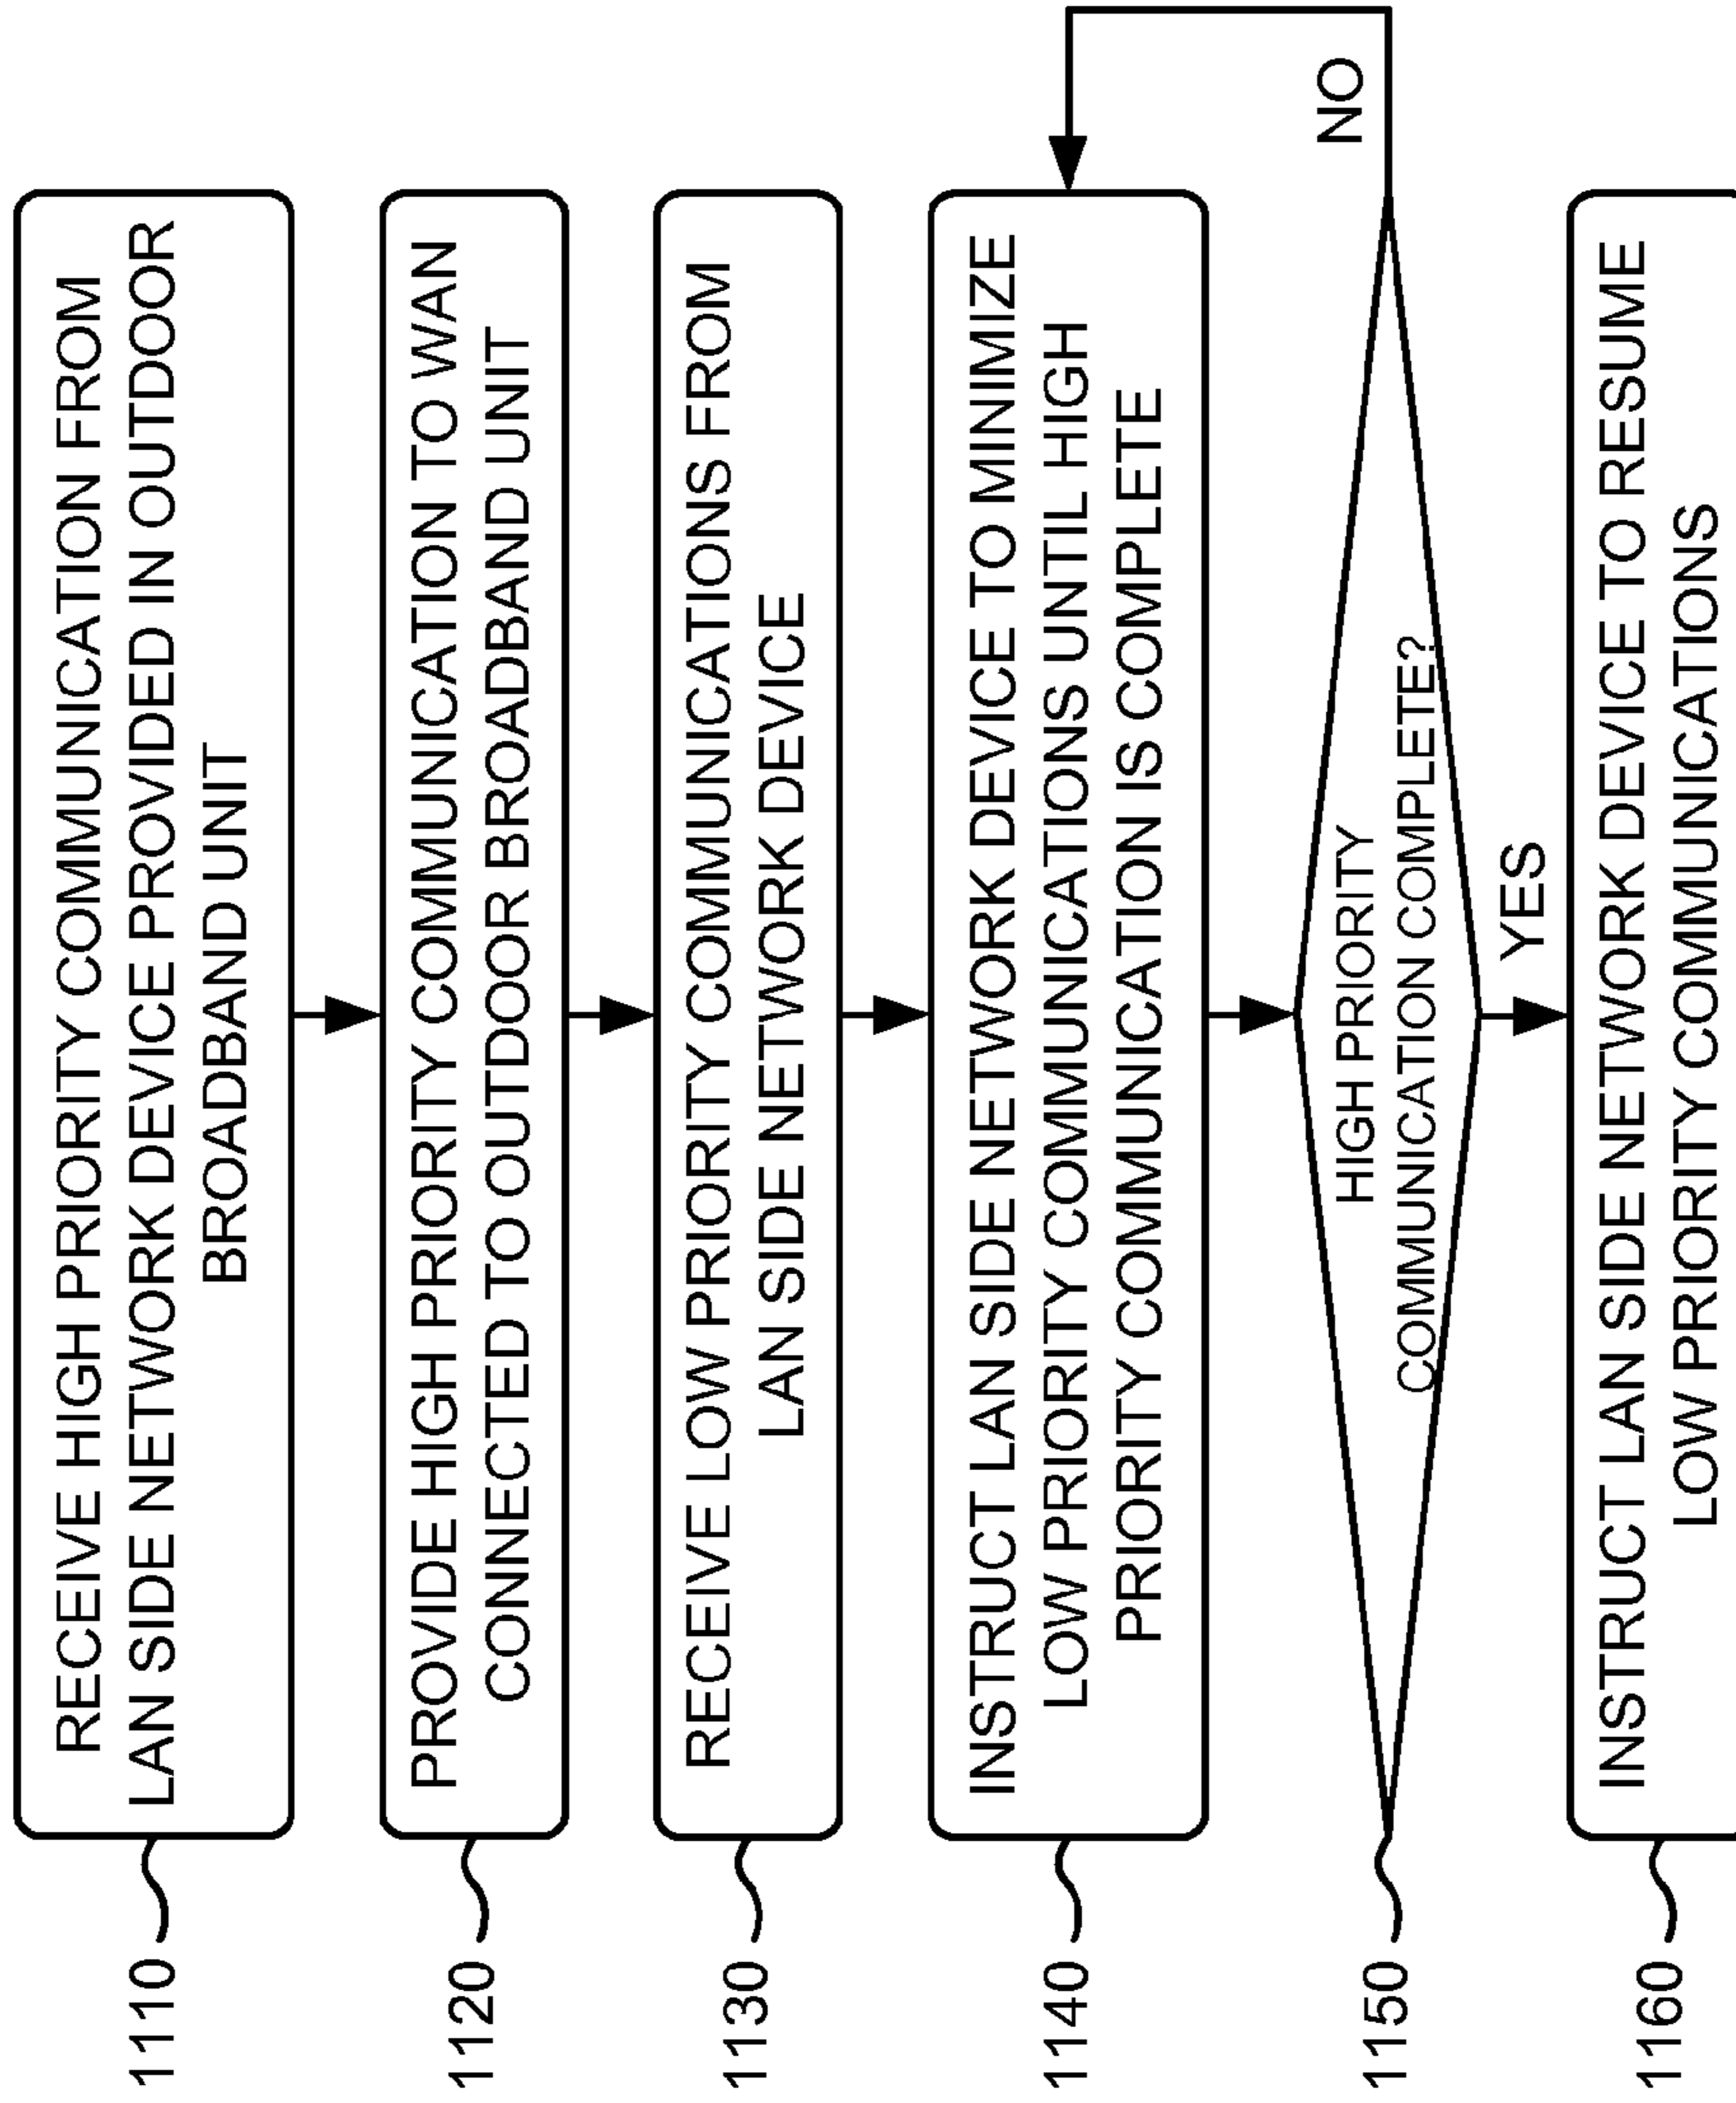 1110
RECEIVE HIGH PRIORITY COMMUNICATION FROM
LAN SIDE NETWORK DEVICE PROVIDED IN OUTDOOR
BROADBAND UNIT
1120
PROVIDE HIGH PRIORITY COMMUNICATION TO WAN
CONNECTED TO OUTDOOR BROADBAND UNIT
1130
RECEIVE LOW PRIORITY COMMUNICATIONS FROM
LAN SIDE NETWORK DEVICE
1140
INSTRUCT LAN SIDE NETWORK DEVICE TO MINIMIZE
LOW PRIORITY COMMUNICATIONS UNTIL HIGH
PRIORITY COMMUNICATION IS COMPLETE
1150
HIGH PRIORITY
COMMUNICATION COMPLETE?
NO
YES
1160
INSTRUCT LAN SIDE NETWORK DEVICE TO RESUME
LOW PRIORITY COMMUNICATIONS